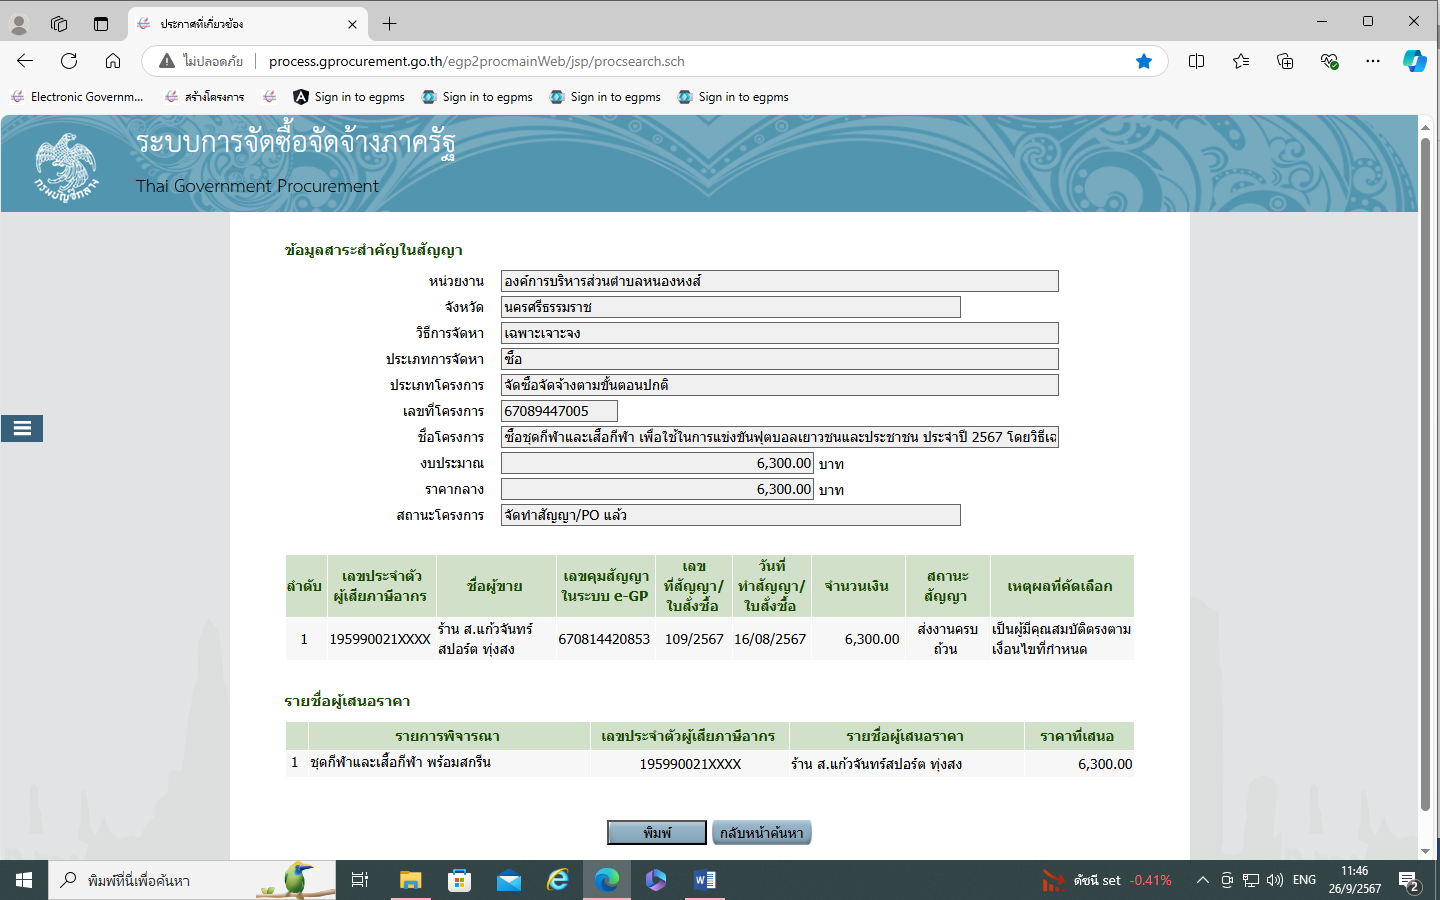 ประกาศที่เกี่ยวข้อง
ไม่ปลอดภัย
process.gprocurement.go.th/egp2procmainWeb/jsp/procsearch.sch
Electronic Governm...
สร้างโครงการ
Sign in to egpms
Sign in to egpms
Sign in to egpms
Sign in to egpms
กรมบัญชีกลาง
ระบบการจัดซื้อจัดจ้างภาครัฐ
Thai Government Procurement
ข้อมูลสาระสำคัญในสัญญา
หน่วยงาน องค์การบริหารส่วนตำบลหนองหงส์
จังหวัด นครศรีธรรมราช
วิธีการจัดหา เฉพาะเจาะจง
ประเภทการจัดหา ซื้อ
ประเภทโครงการ จัดซื้อจัดจ้างตามขั้นตอนปกติ
เลขที่โครงการ 67089447005
ชื่อโครงการ ซื้อชุดกีฬาและเสื้อกีฬา เพื่อใช้ในการแข่งขันฟุตบอลเยาวชนและประชาชน ประจำปี 2567 โดยวิธีเฉ
งบประมาณ 6,300.00 บาท
ราคากลาง 6,300.00 บาท
สถานะโครงการ จัดทำสัญญา/PO แล้ว
ลำดับ เลขประจำตัวผู้เสียภาษีอากร ชื่อผู้ขาย เลขคุมสัญญาในระบบ e-GP เลขที่สัญญา/ใบสั่งซื้อ วันที่ทำสัญญา/ใบสั่งซื้อ จำนวนเงิน สถานะสัญญา เหตุผลที่คัดเลือก
1 195990021XXXX ร้าน ส.แก้วจันทร์สปอร์ต ทุ่งสง 670814420853 109/2567 16/08/2567 6,300.00 ส่งงานครบถ้วน เป็นผู้มีคุณสมบัติตรงตามเงื่อนไขที่กำหนด
รายชื่อผู้เสนอราคา
รายการพิจารณา เลขประจำตัวผู้เสียภาษีอากร รายชื่อผู้เสนอราคา ราคาที่เสนอ
1 ชุดกีฬาและเสื้อกีฬา พร้อมสกรีน 195990021XXXX ร้าน ส.แก้วจันทร์สปอร์ต ทุ่งสง 6,300.00
พิมพ์ กลับหน้าค้นหา
พิมพ์ที่นี่เพื่อค้นหา
ดัชนี set -0.41%
ENG
11:46
26/9/2567
2